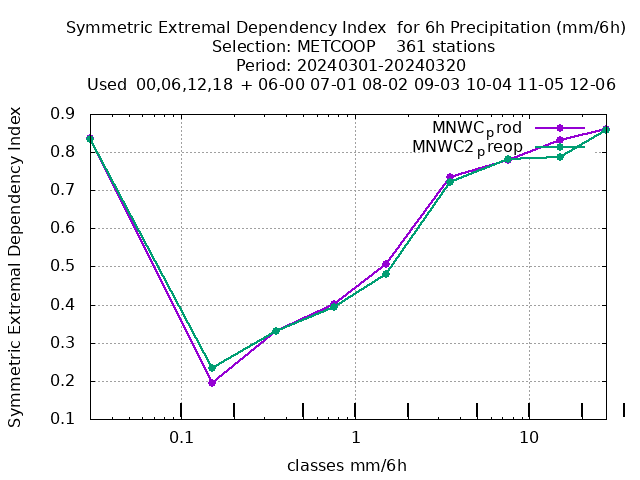 Symmetric Extremal Dependency Index  for 6h Precipitation (mm/6h)
Selection: METCOOP    361 stations
Period: 20240301-20240320
Used  00,06,12,18  + 06-00 07-01 08-02 09-03 10-04 11-05 12-06
Symmetric Extremal Dependency Index
0.9
0.8
0.7
0.6
0.5
0.4
0.3
0.2
0.1
MNWCprod
MNWC2preop
0.1
1
10
classes mm/6h